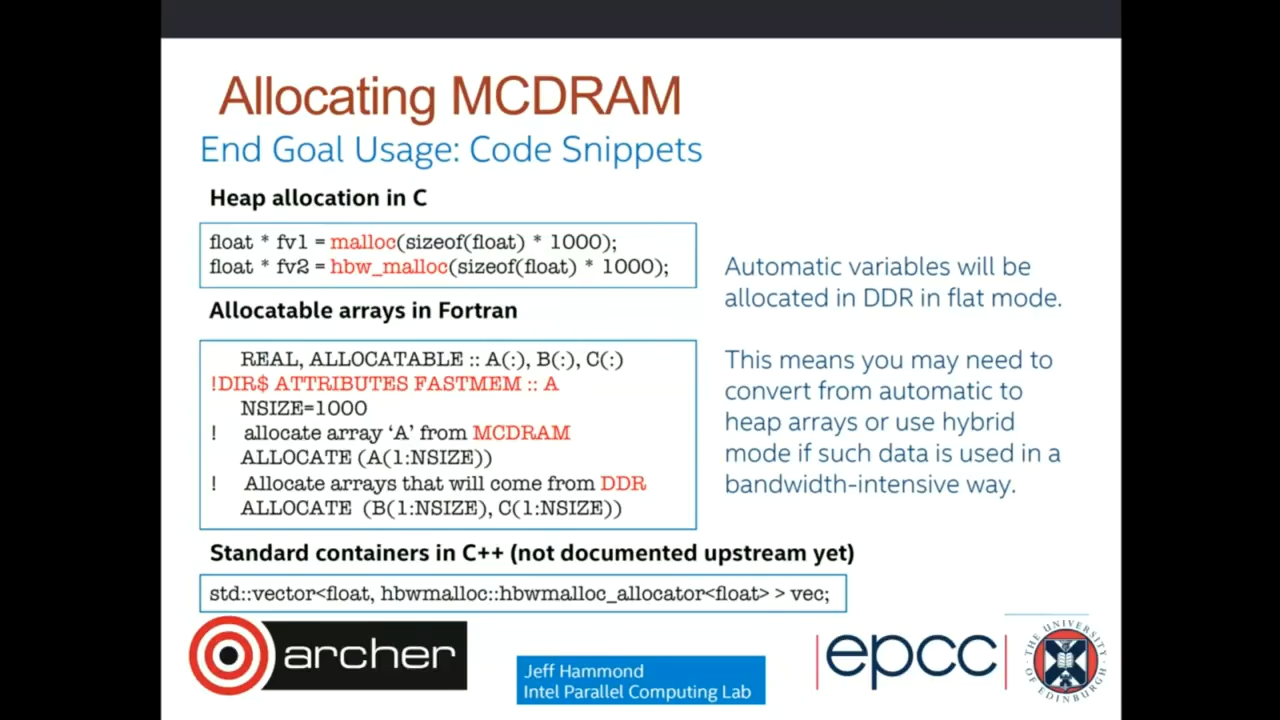 Allocating MCDRAM
End Goal Usage: Code Snippets
Heap allocation in C
float * fv1 = malloc(sizeof(float) * 1000);
float * fv2 = hbw_malloc(sizeof(float) * 1000);
Allocatable arrays in Fortran
REAL, ALLOCATABLE :: A(:), B(:), C(:)
!DIR$ ATTRIBUTES FASTMEM :: A
NSIZE=1000
! allocate array ‘A’ from MCDRAM
ALLOCATE (A(1:NSIZE))
! Allocate arrays that will come from DDR
ALLOCATE (B(1:NSIZE), C(1:NSIZE))
Automatic variables will be
allocated in DDR in flat mode.
This means you may need to
convert from automatic to
heap arrays or use hybrid
mode if such data is used in a
bandwidth-intensive way.
Standard containers in C++ (not documented upstream yet)
std::vector<float, hbwmalloc::hbwmalloc_allocator<float> > vec;
archer
Jeff Hammond
Intel Parallel Computing Lab
epcc
THE UNIVERSITY
OF EDINBURGH